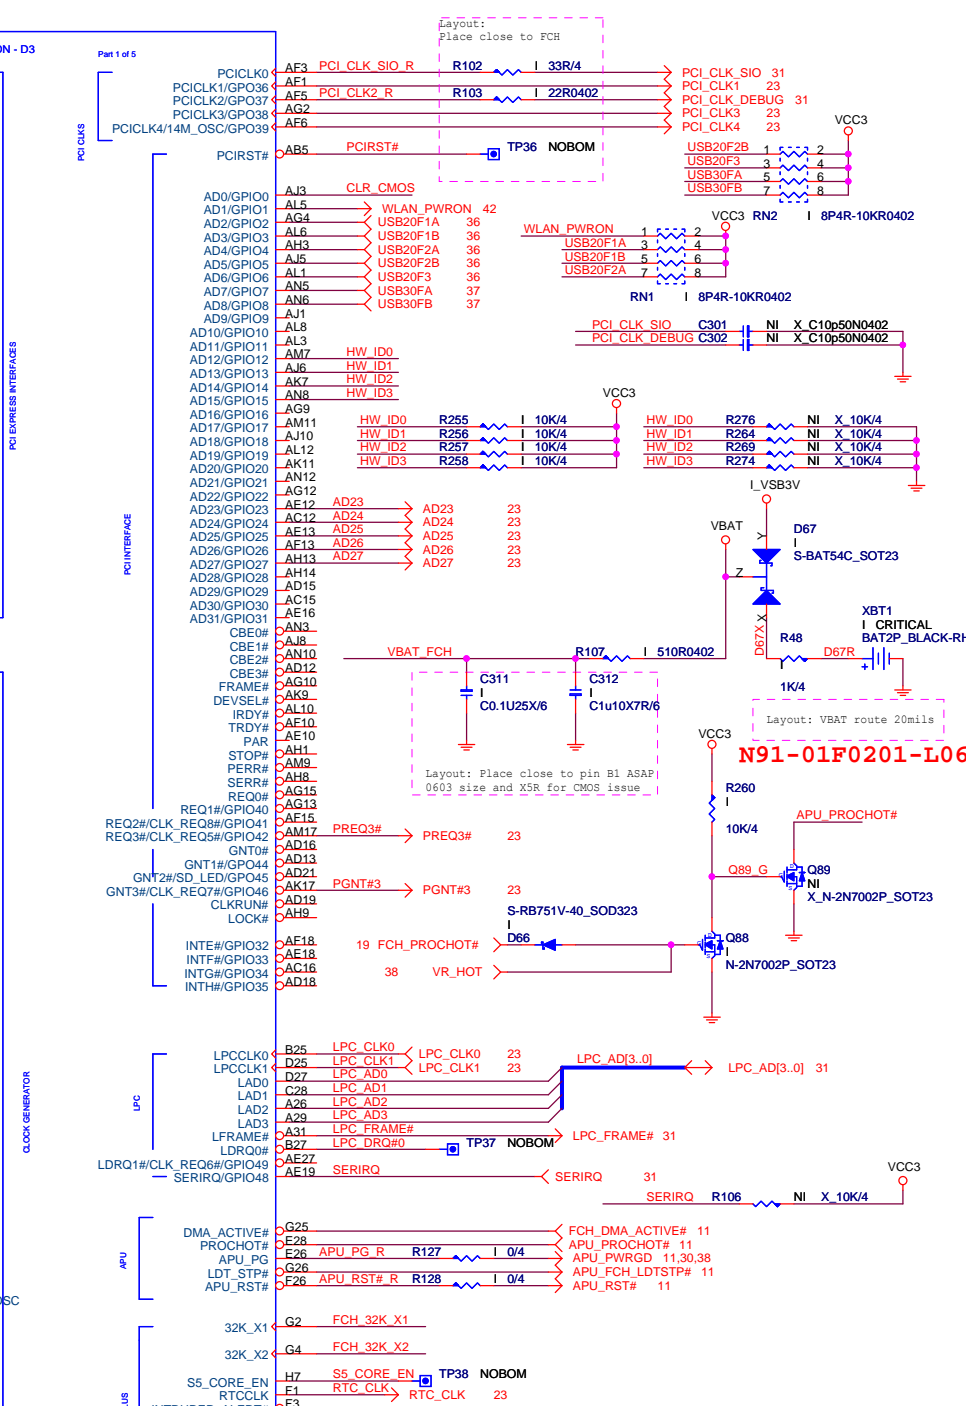 ON - D3
Part 1 of 5
Layout:
Place close to FCH
PCI CLKS
PCICLK0 AF3 PCI_CLK_SIO_R R102 I 33R/4 PCI_CLK_SIO 31
PCICLK1/GPO36 AF1 PCI_CLK1 23
PCICLK2/GPO37 AF5 PCI_CLK2_R R103 I 22R0402 PCI_CLK_DEBUG 31
PCICLK3/GPO38 AG2 PCI_CLK3 23
PCICLK4/14M_OSC/GPO39 AF6 PCI_CLK4 23
PCIRST# AB5 PCIRST# TP36 NOBOM
VCC3
USB20F2B 1 2
USB20F3 3 4
USB30FA 5 6
USB30FB 7 8
RN2 I 8P4R-10KR0402
AD0/GPIO0 AJ3 CLR_CMOS
AD1/GPIO1 AL5 WLAN_PWRON 42
AD2/GPIO2 AG4 USB20F1A 36
AD3/GPIO3 AL6 USB20F1B 36
AD4/GPIO4 AH3 USB20F2A 36
AD5/GPIO5 AJ5 USB20F2B 36
AD6/GPIO6 AL1 USB20F3 36
AD7/GPIO7 AN5 USB30FA 37
AD8/GPIO8 AN6 USB30FB 37
AD9/GPIO9 AJ1
AD10/GPIO10 AL8
AD11/GPIO11 AL3
AD12/GPIO12 AM7 HW_ID0
AD13/GPIO13 AJ6 HW_ID1
AD14/GPIO14 AK7 HW_ID2
AD15/GPIO15 AN8 HW_ID3
AD16/GPIO16 AG9
AD17/GPIO17 AM11
AD18/GPIO18 AJ10
AD19/GPIO19 AL12
AD20/GPIO20 AK11
AD21/GPIO21 AN12
AD22/GPIO22 AG12
AD23/GPIO23 AE12 AD23 AD23 23
AD24/GPIO24 AC12 AD24 AD24 23
AD25/GPIO25 AE13 AD25 AD25 23
AD26/GPIO26 AF13 AD26 AD26 23
AD27/GPIO27 AH13 AD27 AD27 23
AD28/GPIO28 AH14
AD29/GPIO29 AD15
AD30/GPIO30 AC15
AD31/GPIO31 AE16
VCC3
WLAN_PWRON 1 2
USB20F1A 3 4
USB20F1B 5 6
USB20F2A 7 8
RN1 I 8P4R-10KR0402
PCI_CLK_SIO C301 NI X_C10p50N0402
PCI_CLK_DEBUG C302 NI X_C10p50N0402
VCC3
HW_ID0 R255 I 10K/4
HW_ID1 R256 I 10K/4
HW_ID2 R257 I 10K/4
HW_ID3 R258 I 10K/4
HW_ID0 R276 NI X_10K/4
HW_ID1 R264 NI X_10K/4
HW_ID2 R269 NI X_10K/4
HW_ID3 R274 NI X_10K/4
PCI EXPRESS INTERFACES
PCI INTERFACE
I_VSB3V
VBAT
D67
I
S-BAT54C_SOT23
Y
Z
X
D67X
XBT1
I CRITICAL
BAT2P_BLACK-RH
R48
I
1K/4
D67R
+
CBE0# AN3
CBE1# AJ8
CBE2# AN10
CBE3# AD12
FRAME# AG10
DEVSEL# AK9
IRDY# AL10
TRDY# AF10
PAR AE10
STOP# AH1
PERR# AM9
SERR# AH8
REQ0# AG15
REQ1#/GPIO40 AG13
REQ2#/CLK_REQ8#/GPIO41 AF15
REQ3#/CLK_REQ5#/GPIO42 AM17 PREQ3# PREQ3# 23
GNT0# AD16
GNT1#/GPO44 AD13
GNT2#/SD_LED/GPO45 AD21
GNT3#/CLK_REQ7#/GPIO46 AK17 PGNT#3 PGNT#3 23
CLKRUN# AD19
LOCK# AH9
VBAT_FCH R107 I 510R0402
C311
I
C0.1U25X/6
C312
I
C1u10X7R/6
Layout: Place close to pin B1 ASAP
0603 size and X5R for CMOS issue
Layout: VBAT route 20mils
N91-01F0201-L06
VCC3
R260
I
10K/4
APU_PROCHOT#
Q89_G
Q89
NI
X_N-2N7002P_SOT23
S-RB751V-40_SOD323
I
D66
19 FCH_PROCHOT#
38 VR_HOT
Q88
I
N-2N7002P_SOT23
INTE#/GPIO32 AF18
INTF#/GPIO33 AE18
INTG#/GPIO34 AC16
INTH#/GPIO35 AD18
CLOCK GENERATOR
LPC
LPCCLK0 B25 LPC_CLK0 LPC_CLK0 23
LPCCLK1 D25 LPC_CLK1 LPC_CLK1 23
LAD0 D27 LPC_AD0
LAD1 C28 LPC_AD1
LAD2 A26 LPC_AD2
LAD3 A29 LPC_AD3
LPC_AD[3..0] LPC_AD[3..0] 31
LFRAME# A31 LPC_FRAME# LPC_FRAME# 31
LDRQ0# B27 LPC_DRQ#0 TP37 NOBOM
LDRQ1#/CLK_REQ6#/GPIO49 AE27
SERIRQ/GPIO48 AE19 SERIRQ SERIRQ 31
VCC3
SERIRQ R106 NI X_10K/4
APU
DMA_ACTIVE# G25 FCH_DMA_ACTIVE# 11
PROCHOT# E28 APU_PROCHOT# 11
APU_PG E26 APU_PG_R R127 I 0/4 APU_PWRGD 11,30,38
LDT_STP# G26 APU_FCH_LDTSTP# 11
APU_RST# F26 APU_RST#_R R128 I 0/4 APU_RST# 11
OSC
32K_X1 G2 FCH_32K_X1
32K_X2 G4 FCH_32K_X2
S5_CORE_EN H7 S5_CORE_EN TP38 NOBOM
RTCCLK F1 RTC_CLK RTC_CLK 23
F3
LUS